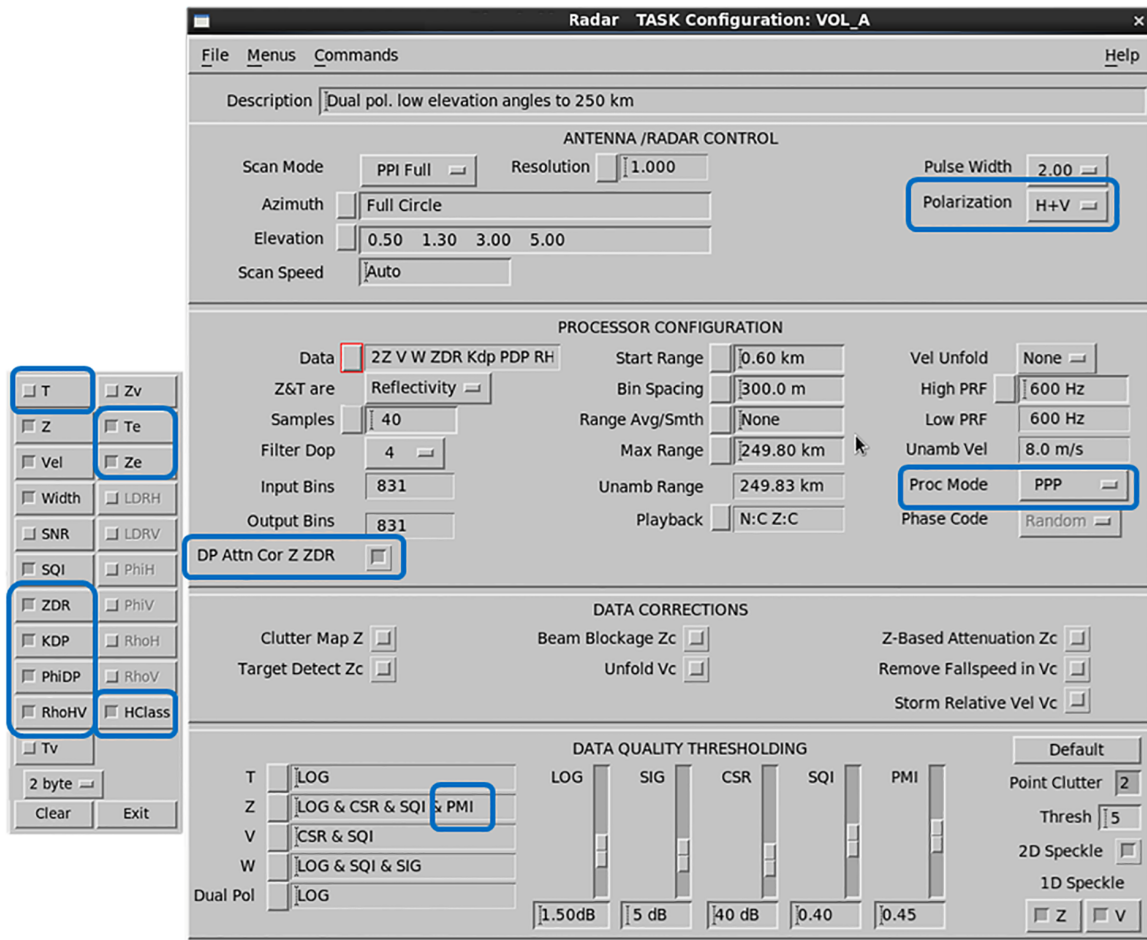 Radar TASK Configuration: VOL_A
File Menus Commands Help
Description Dual pol. low elevation angles to 250 km
ANTENNA /RADAR CONTROL
Scan Mode PPI Full Resolution 1.000 Pulse Width 2.00
Azimuth Full Circle Polarization H+V
Elevation 0.50 1.30 3.00 5.00
Scan Speed Auto
PROCESSOR CONFIGURATION
Data 2Z V W ZDR Kdp PDP RH Start Range 0.60 km Vel Unfold None
Z&T are Reflectivity Bin Spacing 300.0 m High PRF 600 Hz
Samples 40 Range Avg/Smth None Low PRF 600 Hz
Filter Dop 4 Max Range 249.80 km Unamb Vel 8.0 m/s
Input Bins 831 Unamb Range 249.83 km Proc Mode PPP
Output Bins 831 Playback N:C Z:C Phase Code Random
DP Attn Cor Z ZDR
DATA CORRECTIONS
Clutter Map Z Beam Blockage Zc Z-Based Attenuation Zc
Target Detect Zc Unfold Vc Remove Fallspeed in Vc
Storm Relative Vel Vc
DATA QUALITY THRESHOLDING Default
T LOG LOG SIG CSR SQI PMI Point Clutter 2
Z LOG & CSR & SQI & PMI Thresh 5
V CSR & SQI 2D Speckle
W LOG & SQI & SIG 1D Speckle
Dual Pol LOG 1.50dB 5 dB 40 dB 0.40 0.45 Z V
T Zv
Z Te
Vel Ze
Width LDRH
SNR LDRV
SQI PhiH
ZDR PhiV
KDP RhoH
PhiDP RhoV
RhoHV HClass
Tv
2 byte
Clear Exit